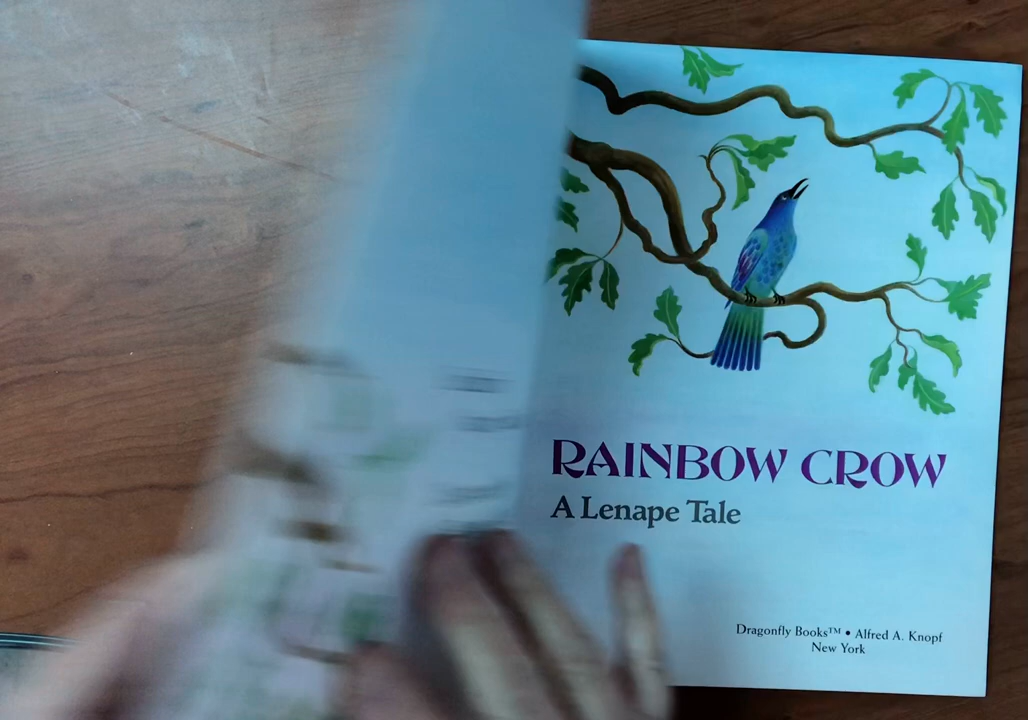 RAINBOW CROW
A Lenape Tale
Dragonfly Books™ • Alfred A. Knopf
New York